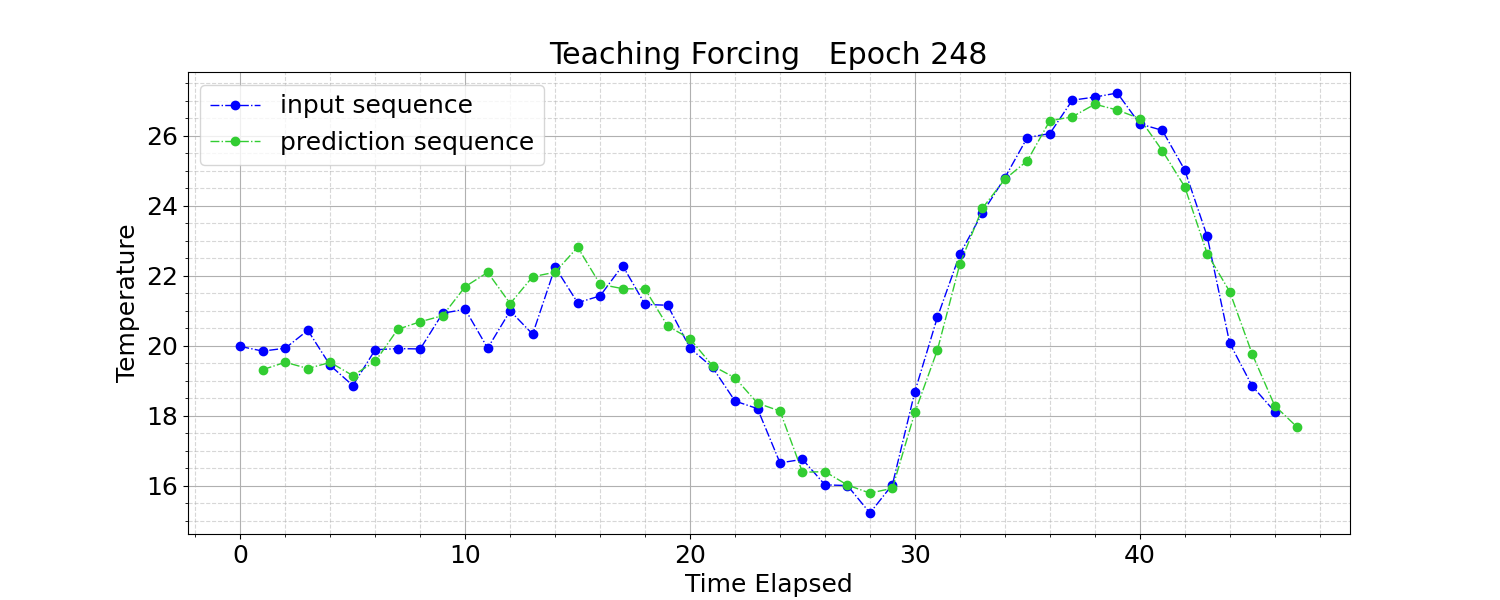 Teaching Forcing   Epoch 248
input sequence
prediction sequence
26
24
22
20
18
16
Temperature
0 10 20 30 40
Time Elapsed